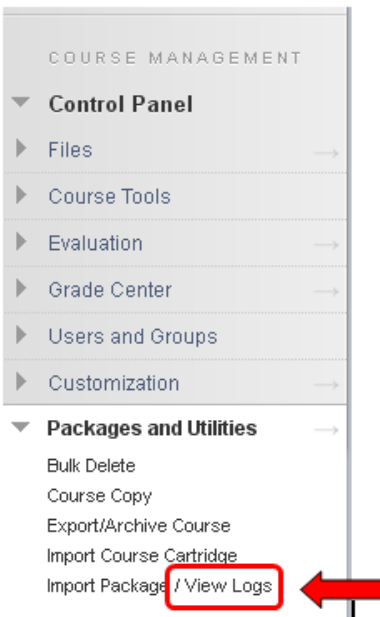 COURSE MANAGEMENT
Control Panel
Files
Course Tools
Evaluation
Grade Center
Users and Groups
Customization
Packages and Utilities
Bulk Delete
Course Copy
Export/Archive Course
Import Course Cartridge
Import Package / View Logs